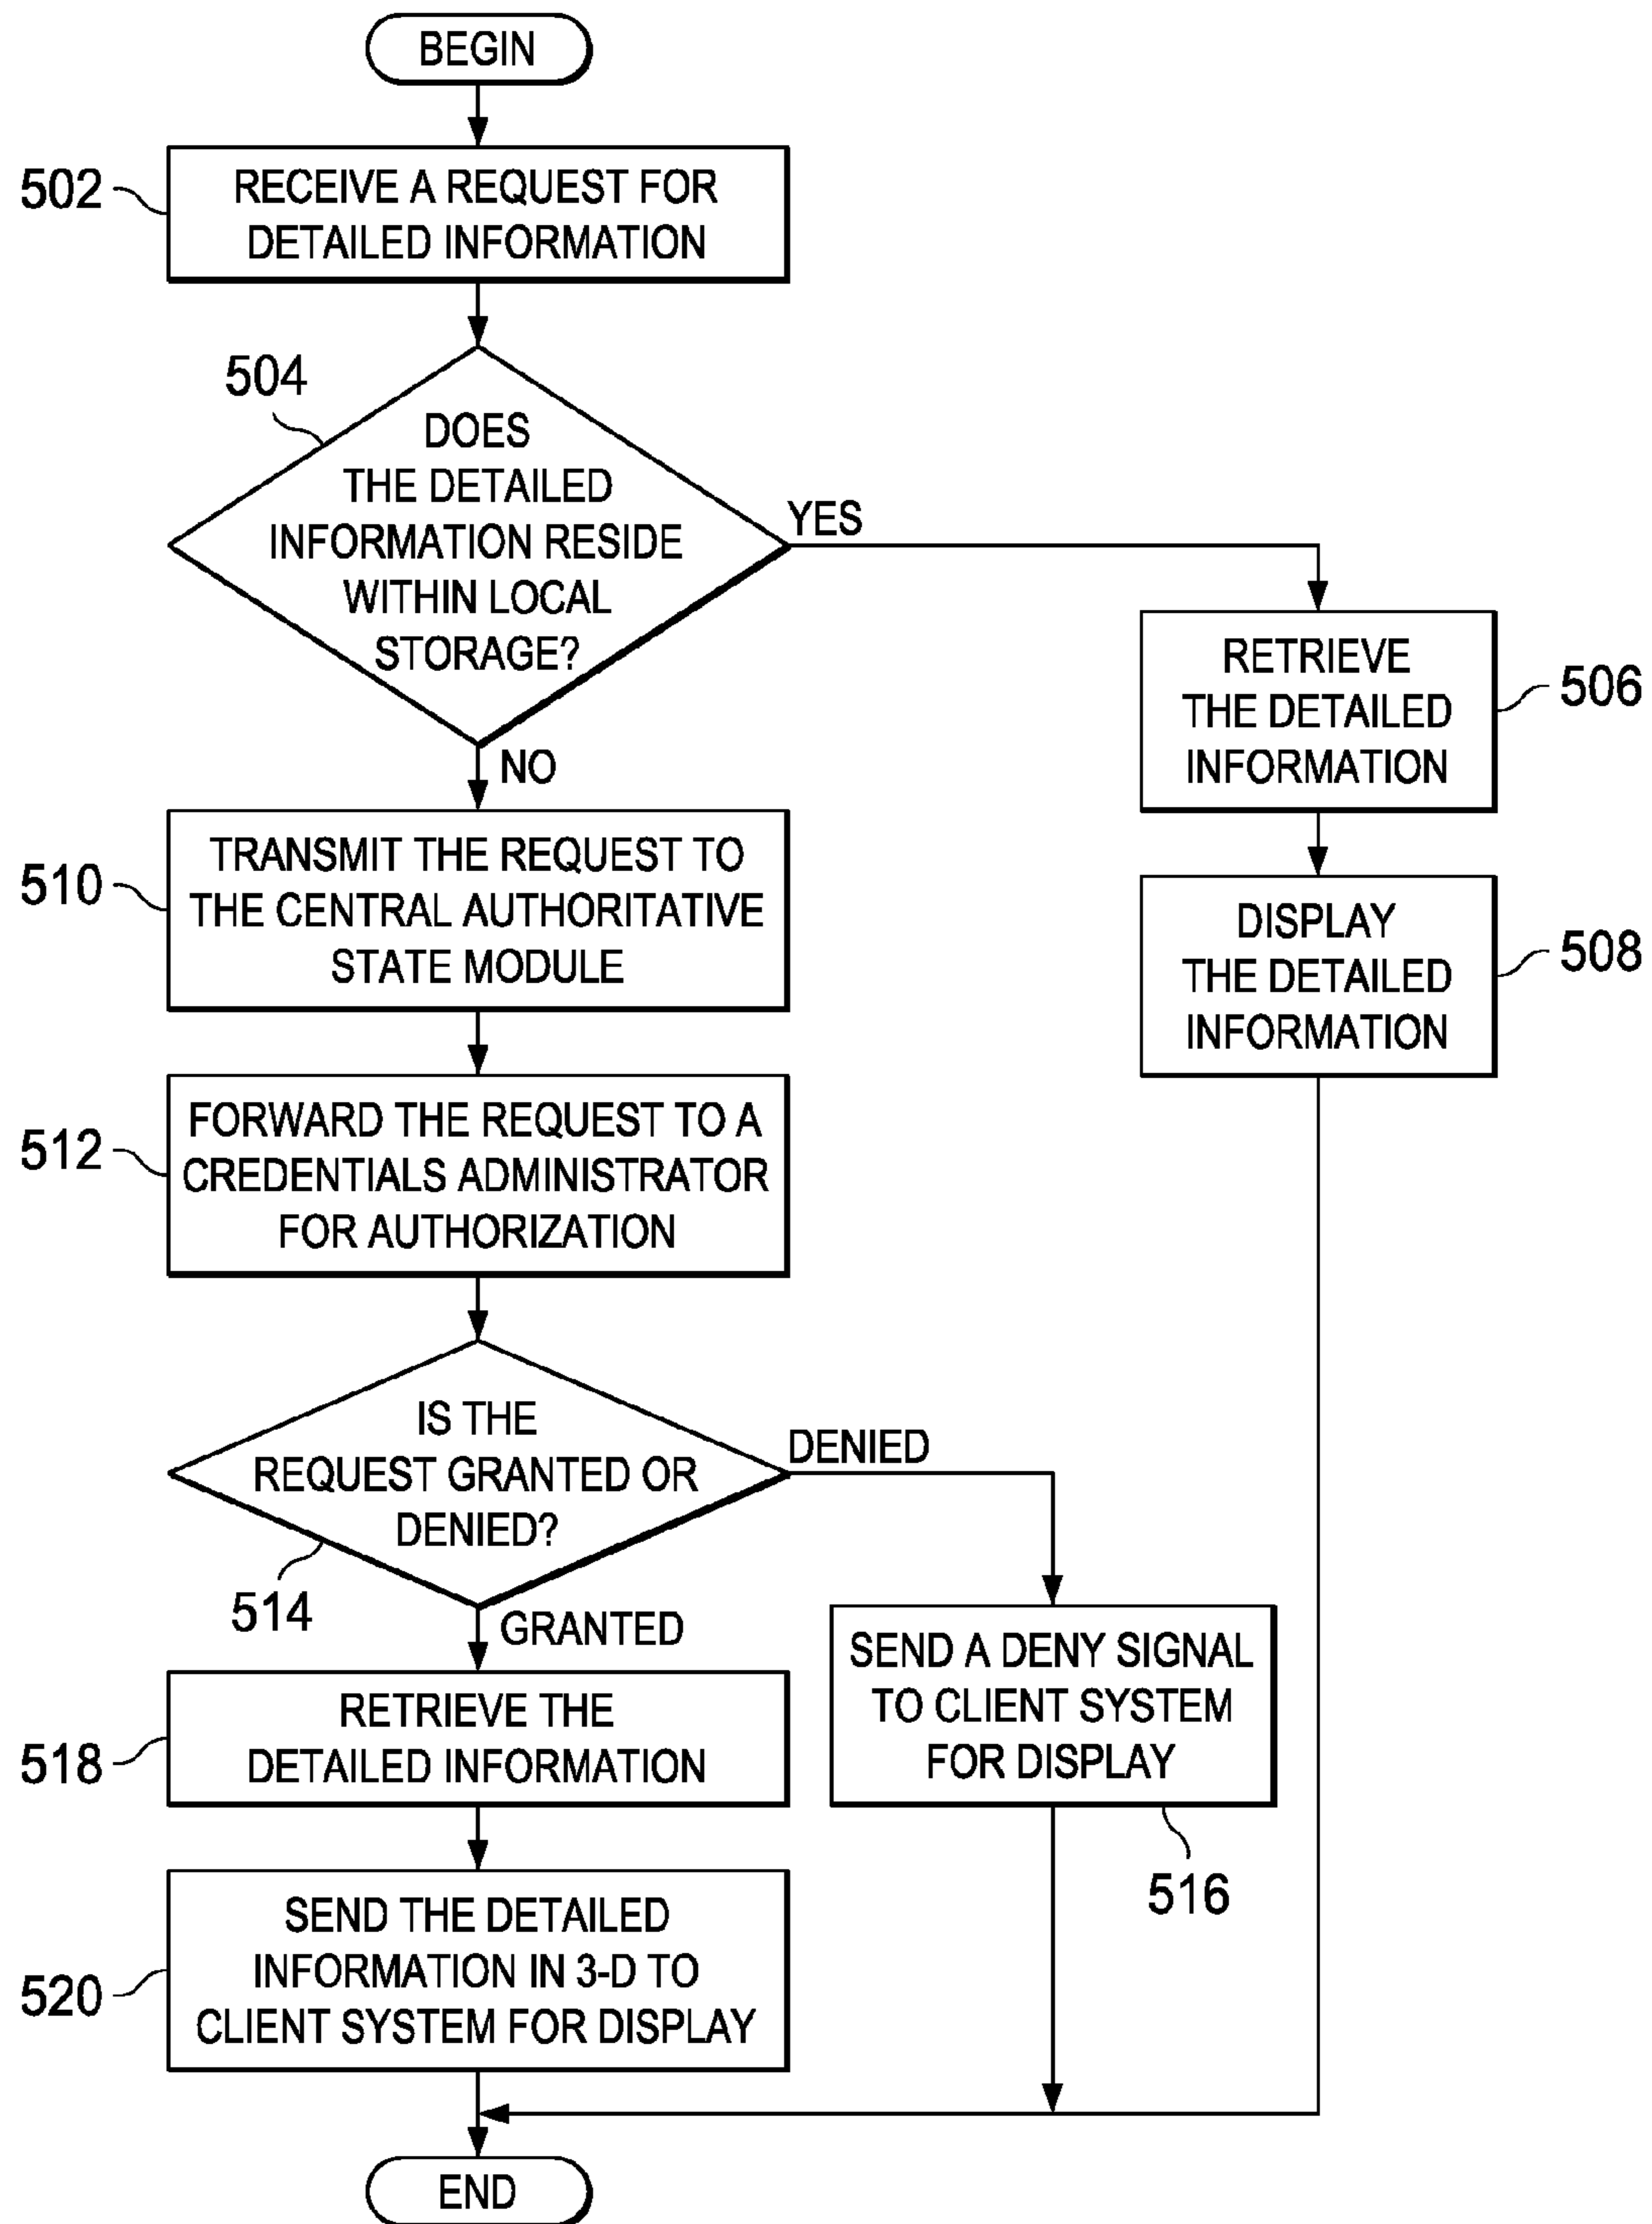 BEGIN
502
RECEIVE A REQUEST FOR
DETAILED INFORMATION
504
DOES
THE DETAILED
INFORMATION RESIDE
WITHIN LOCAL
STORAGE?
YES
NO
RETRIEVE
THE DETAILED
INFORMATION
506
DISPLAY
THE DETAILED
INFORMATION
508
510
TRANSMIT THE REQUEST TO
THE CENTRAL AUTHORITATIVE
STATE MODULE
512
FORWARD THE REQUEST TO A
CREDENTIALS ADMINISTRATOR
FOR AUTHORIZATION
IS THE
REQUEST GRANTED OR
DENIED?
514
DENIED
GRANTED
SEND A DENY SIGNAL
TO CLIENT SYSTEM
FOR DISPLAY
516
518
RETRIEVE THE
DETAILED INFORMATION
520
SEND THE DETAILED
INFORMATION IN 3-D TO
CLIENT SYSTEM FOR DISPLAY
END